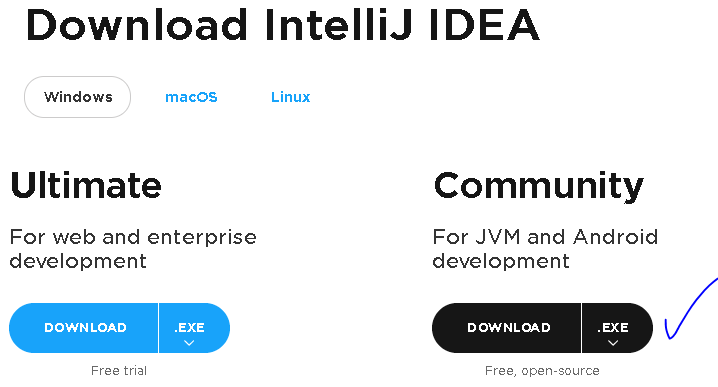 Download IntelliJ IDEA
Windows
macOS
Linux
Ultimate
For web and enterprise
development
DOWNLOAD
.EXE
Free trial
Community
For JVM and Android
development
DOWNLOAD
.EXE
Free, open-source